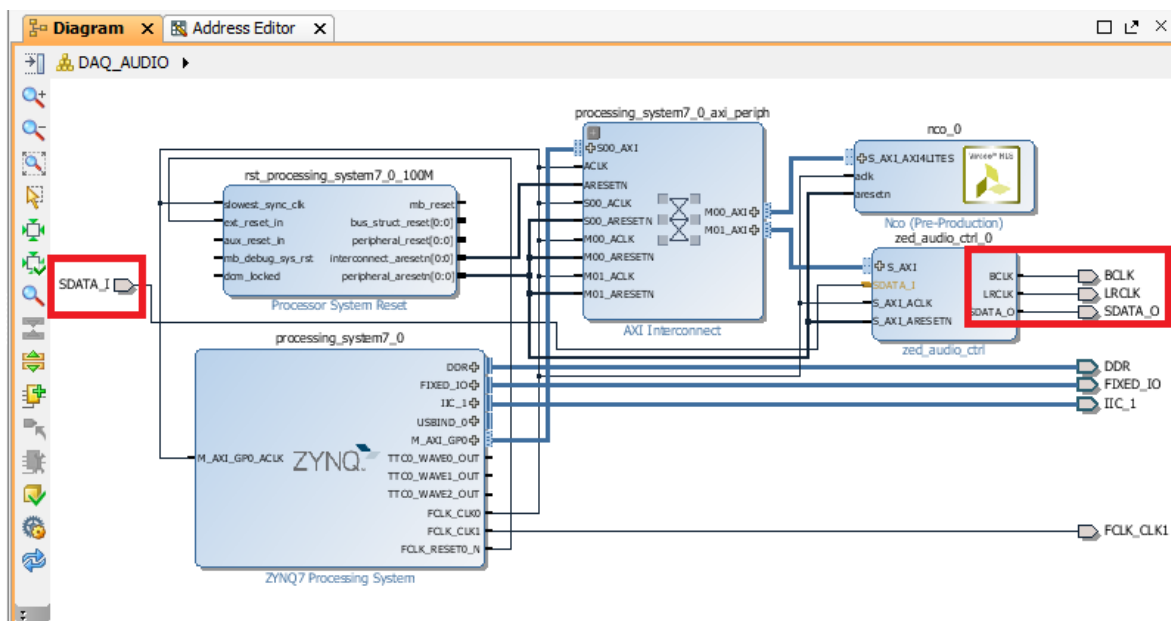 Diagram
Address Editor
DAQ_AUDIO
processing_system7_0_axi_periph
S00_AXI
ACLK
ARESETN
S00_ACLK
S00_ARESETN
M00_ACLK
M00_ARESETN
M01_ACLK
M01_ARESETN
M00_AXI
M01_AXI
AXI Interconnect
nco_0
S_AXI_AXI4LITES
aclk
aresetn
Vivado™ HLS
Nco (Pre-Production)
rst_processing_system7_0_100M
slowest_sync_clk
ext_reset_in
aux_reset_in
mb_debug_sys_rst
dcm_locked
mb_reset
bus_struct_reset[0:0]
peripheral_reset[0:0]
interconnect_aresetn[0:0]
peripheral_aresetn[0:0]
Processor System Reset
SDATA_I
zed_audio_ctrl_0
S_AXI
SDATA_I
S_AXI_ACLK
S_AXI_ARESETN
BCLK
LRCLK
SDATA_O
zed_audio_ctrl
BCLK
LRCLK
SDATA_O
processing_system7_0
M_AXI_GP0_ACLK
ZYNQ
DDR
FIXED_IO
IIC_1
USBIND_0
M_AXI_GP0
TTC0_WAVE0_OUT
TTC0_WAVE1_OUT
TTC0_WAVE2_OUT
FCLK_CLK0
FCLK_CLK1
FCLK_RESET0_N
ZYNQ7 Processing System
DDR
FIXED_IO
IIC_1
FCLK_CLK1